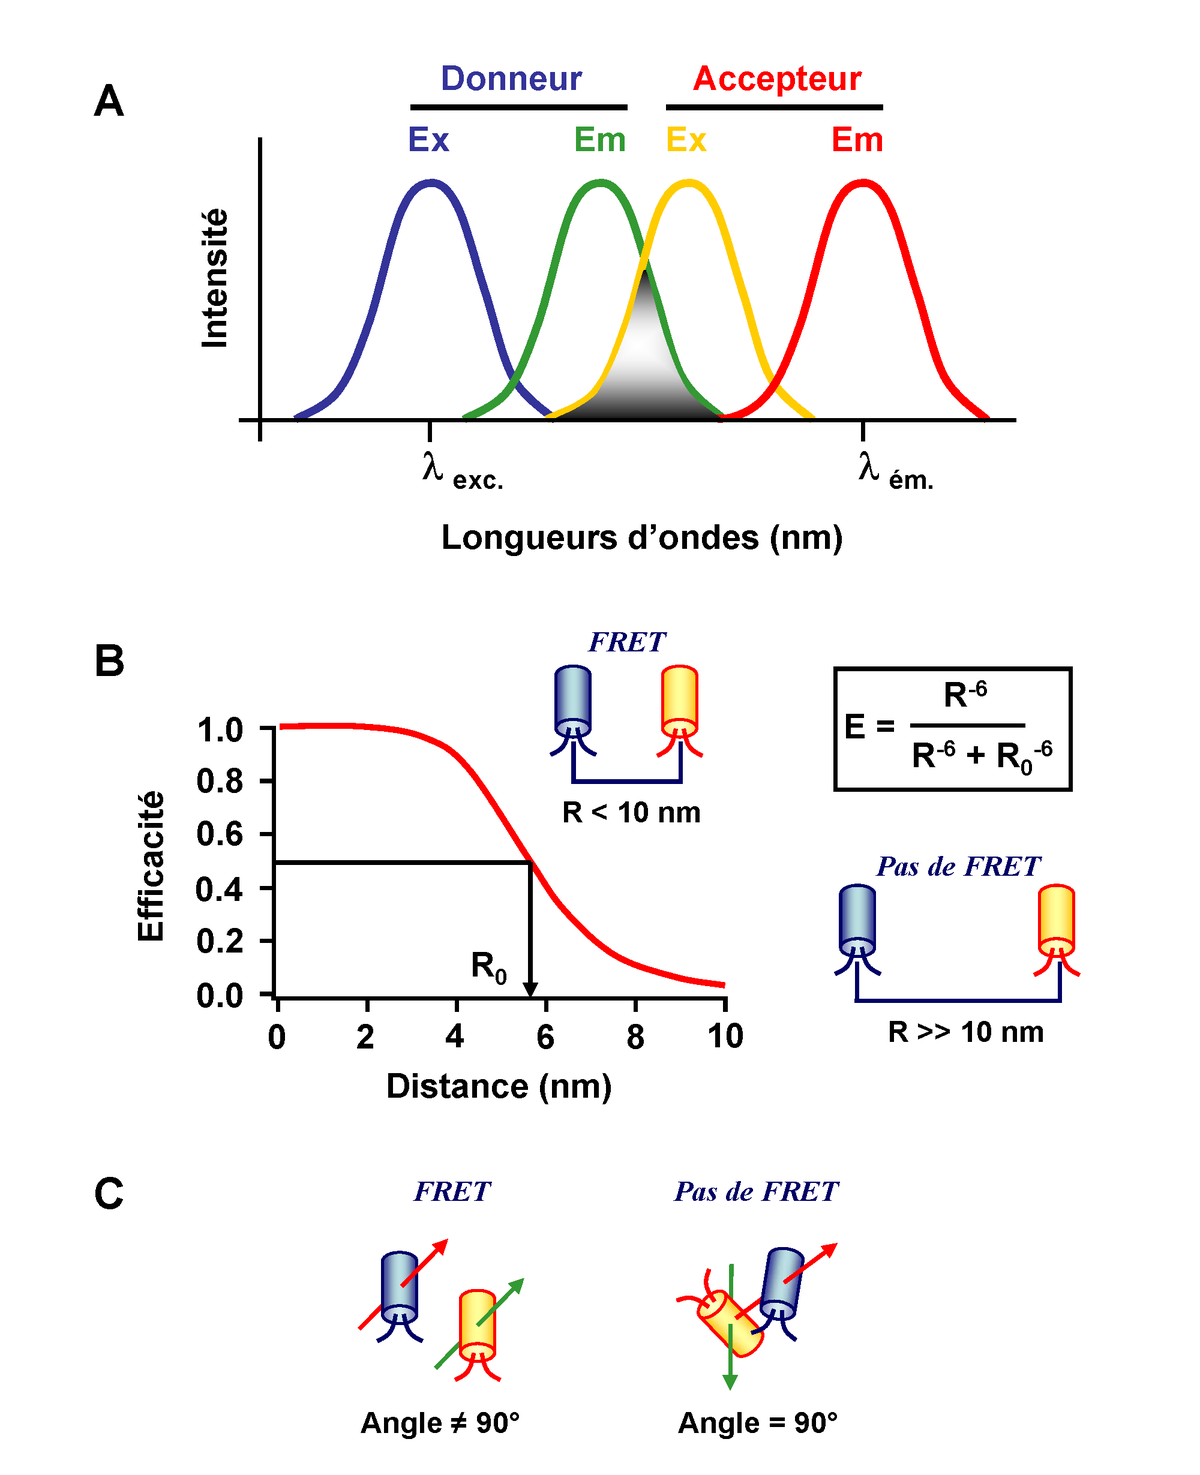 A
Donneur Accepteur
Ex Em Ex Em
Intensité
λ exc. λ ém.
Longueurs d’ondes (nm)
B
FRET
R < 10 nm
E = R-6 / R-6 + R0-6
Pas de FRET
R >> 10 nm
Efficacité
1.0
0.8
0.6
0.4
0.2
0.0
R0
0 2 4 6 8 10
Distance (nm)
C
FRET Pas de FRET
Angle ≠ 90° Angle = 90°